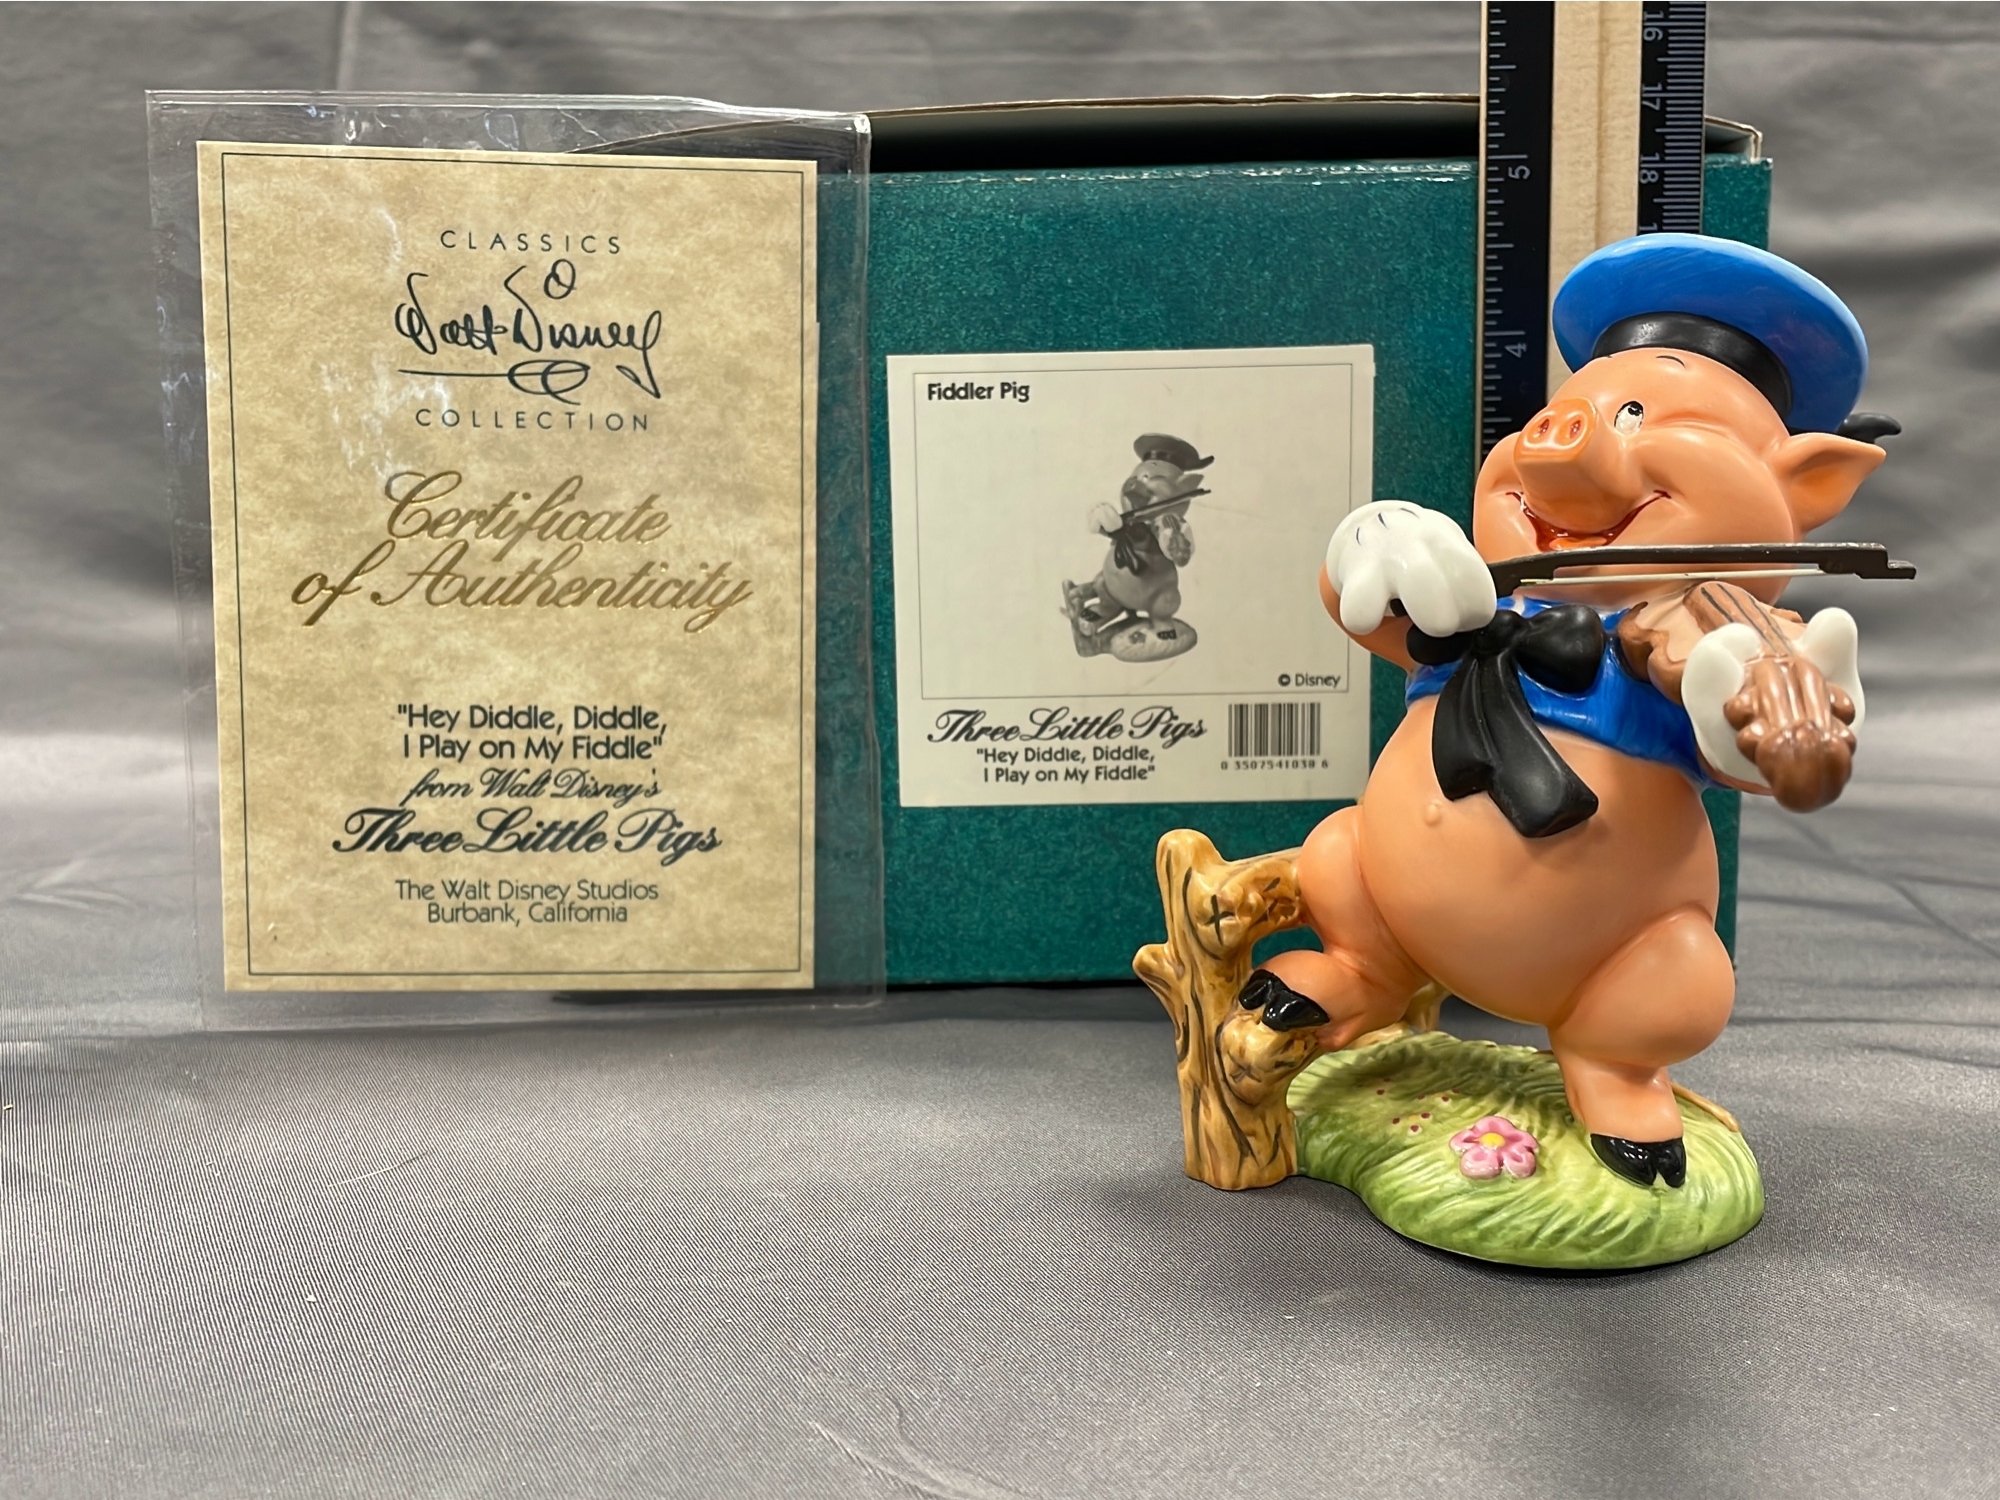 CLASSICS
Walt Disney
COLLECTION
Certificate
of Authenticity
"Hey Diddle, Diddle,
I Play on My Fiddle"
from Walt Disney's
Three Little Pigs
The Walt Disney Studios
Burbank, California
Fiddler Pig
© Disney
Three Little Pigs
"Hey Diddle, Diddle,
I Play on My Fiddle"
5
4
16
17
18